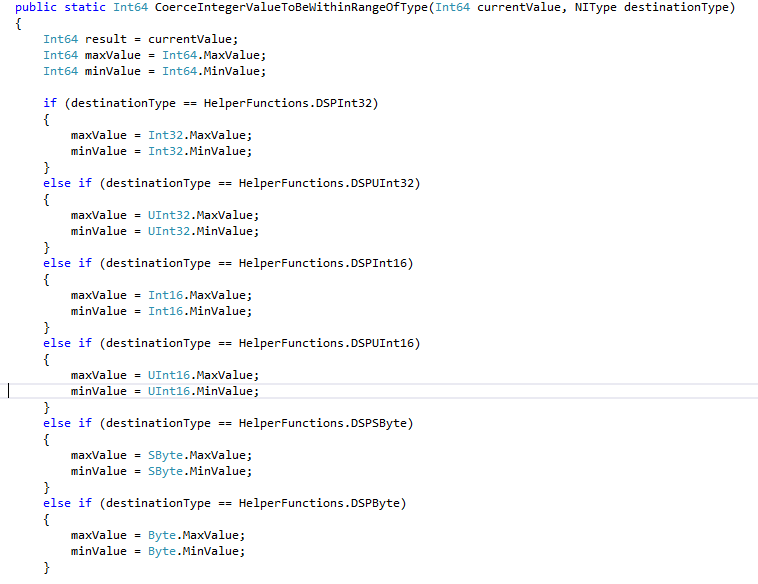 public static Int64 CoerceIntegerValueToBeWithinRangeOfType(Int64 currentValue, NIType destinationType)
{
    Int64 result = currentValue;
    Int64 maxValue = Int64.MaxValue;
    Int64 minValue = Int64.MinValue;

    if (destinationType == HelperFunctions.DSPInt32)
    {
        maxValue = Int32.MaxValue;
        minValue = Int32.MinValue;
    }
    else if (destinationType == HelperFunctions.DSPUInt32)
    {
        maxValue = UInt32.MaxValue;
        minValue = UInt32.MinValue;
    }
    else if (destinationType == HelperFunctions.DSPInt16)
    {
        maxValue = Int16.MaxValue;
        minValue = Int16.MinValue;
    }
    else if (destinationType == HelperFunctions.DSPUInt16)
    {
        maxValue = UInt16.MaxValue;
        minValue = UInt16.MinValue;
    }
    else if (destinationType == HelperFunctions.DSPSByte)
    {
        maxValue = SByte.MaxValue;
        minValue = SByte.MinValue;
    }
    else if (destinationType == HelperFunctions.DSPByte)
    {
        maxValue = Byte.MaxValue;
        minValue = Byte.MinValue;
    }